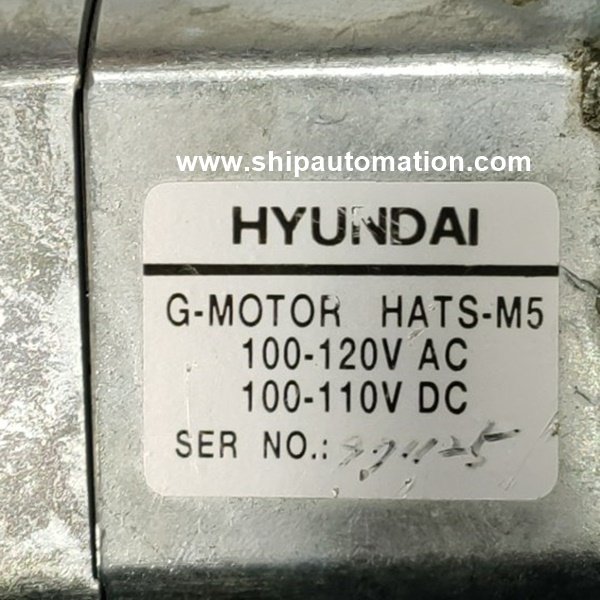 www.shipautomation.com
HYUNDAI
G-MOTOR HATS-M5
100-120V AC
100-110V DC
SER NO.: